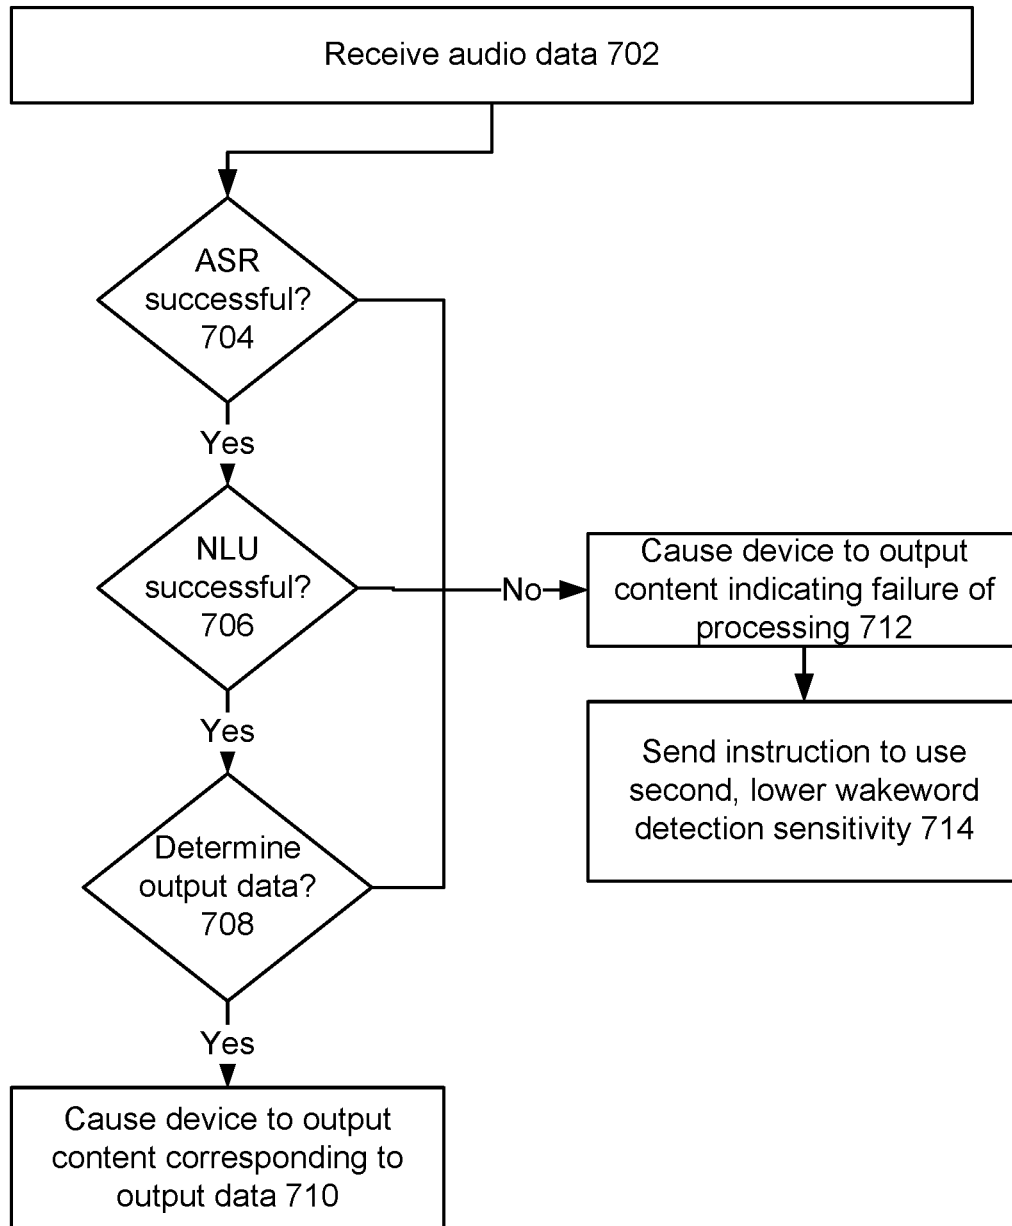 Receive audio data 702
ASR
successful?
704
Yes
NLU
successful?
706
No
Cause device to output
content indicating failure of
processing 712
Yes
Send instruction to use
second, lower wakeword
detection sensitivity 714
Determine
output data?
708
Yes
Cause device to output
content corresponding to
output data 710